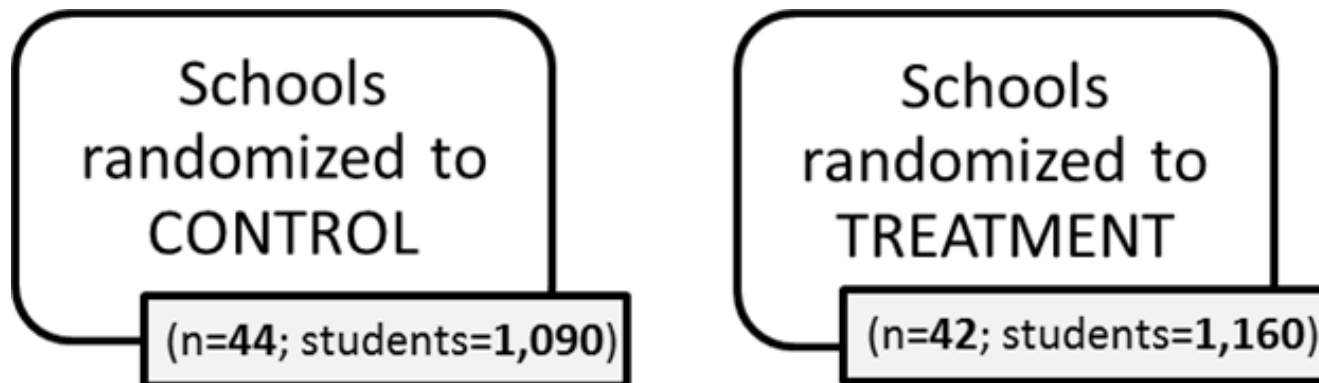 Schools
randomized to
CONTROL
(n=44; students=1,090)
Schools
randomized to
TREATMENT
(n=42; students=1,160)